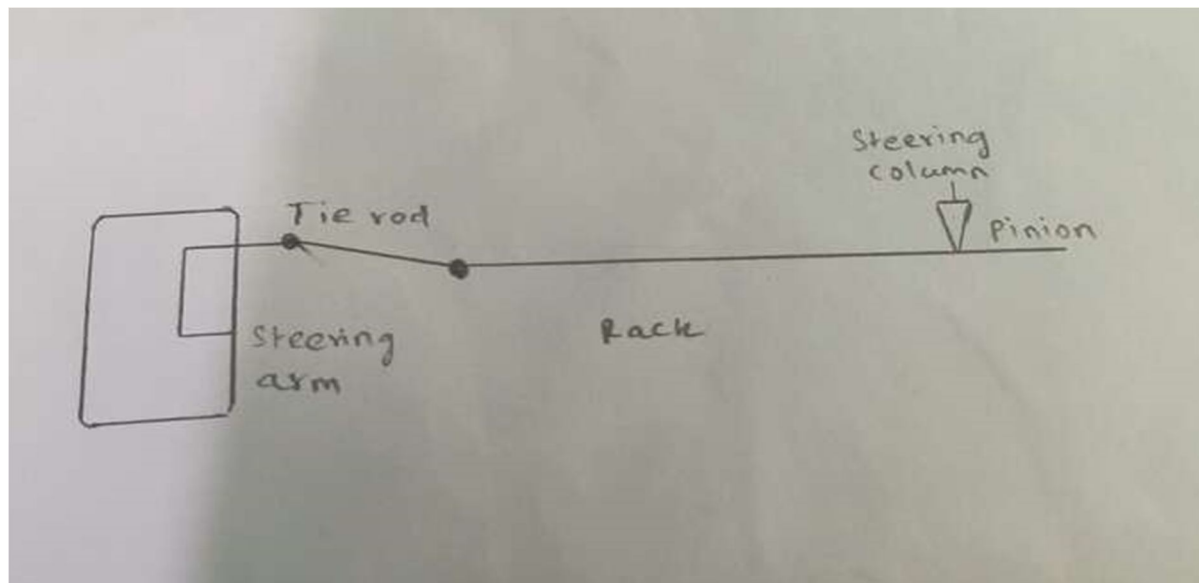 Steering
column
Tie rod
Pinion
Steering
arm
Rack